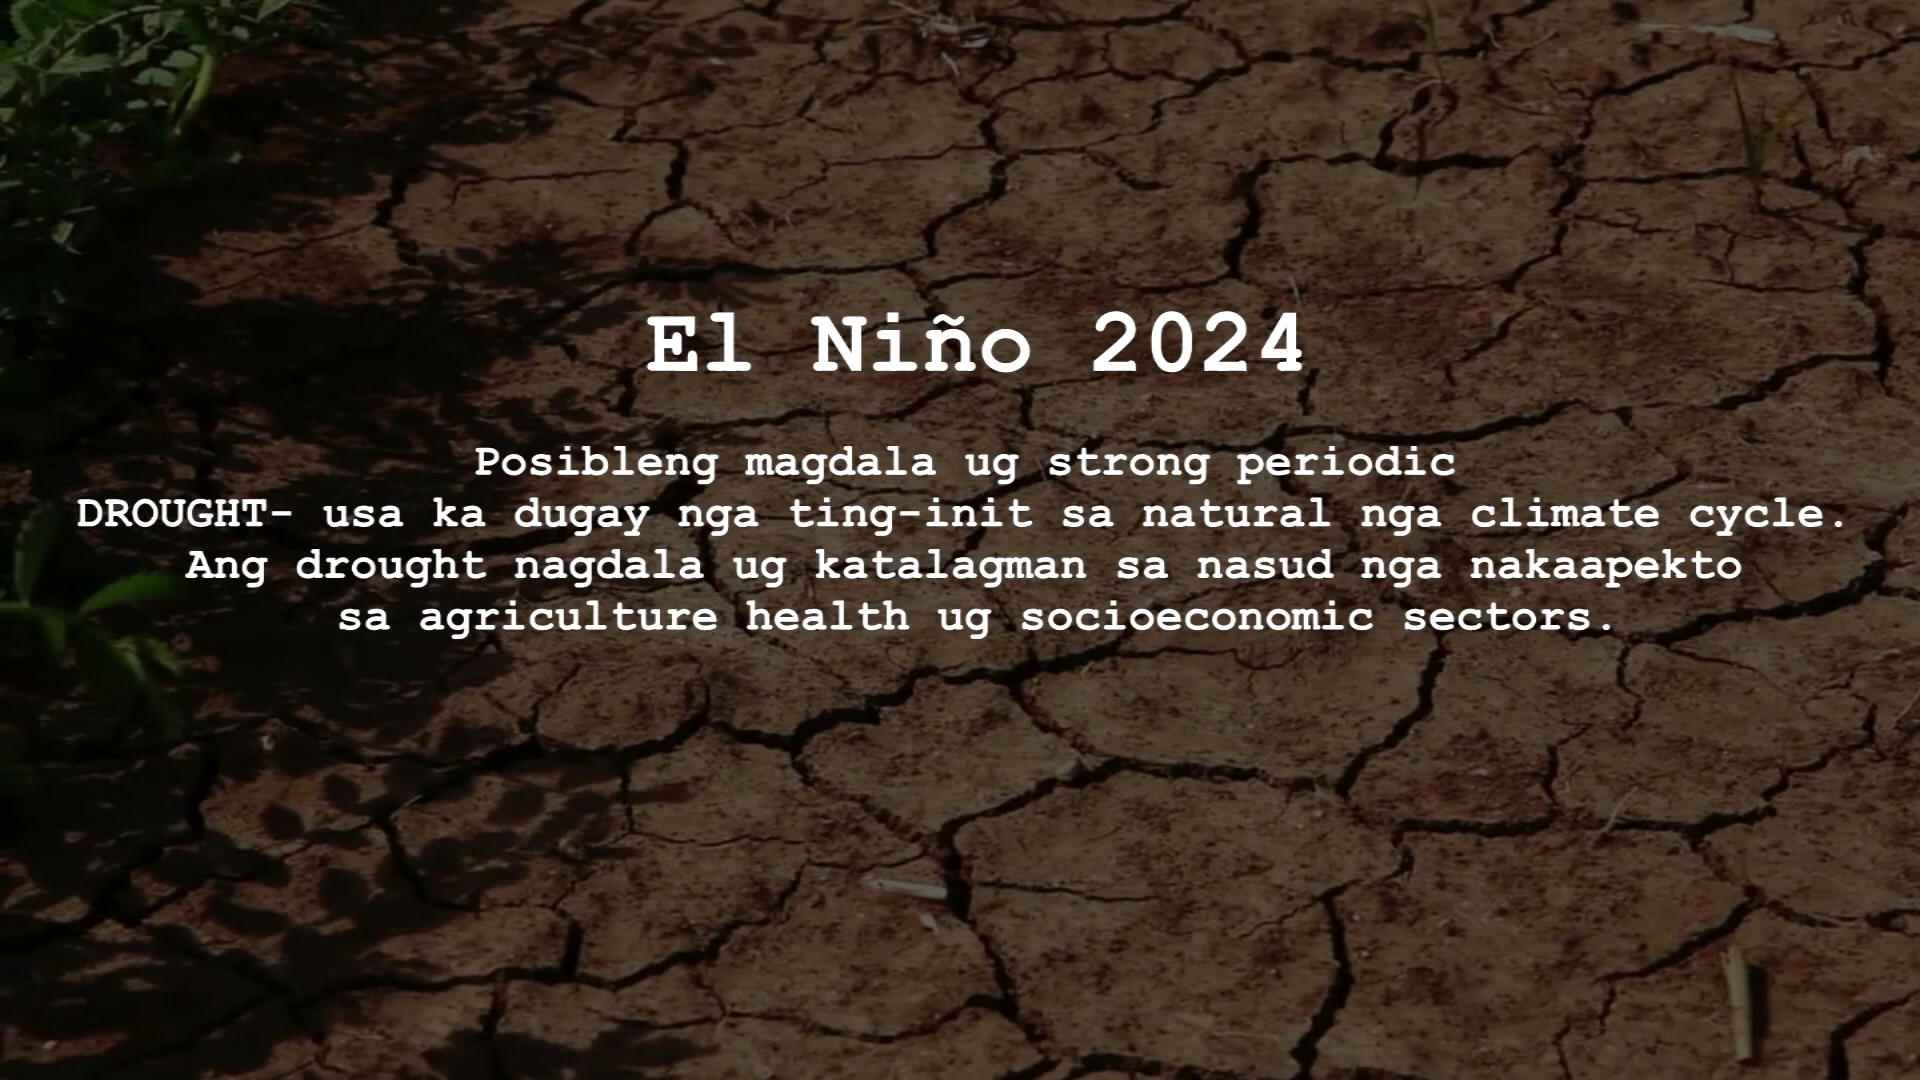 El Niño 2024
Posibleng magdala ug strong periodic
DROUGHT- usa ka dugay nga ting-init sa natural nga climate cycle.
Ang drought nagdala ug katalagman sa nasud nga nakaapekto
sa agriculture health ug socioeconomic sectors.